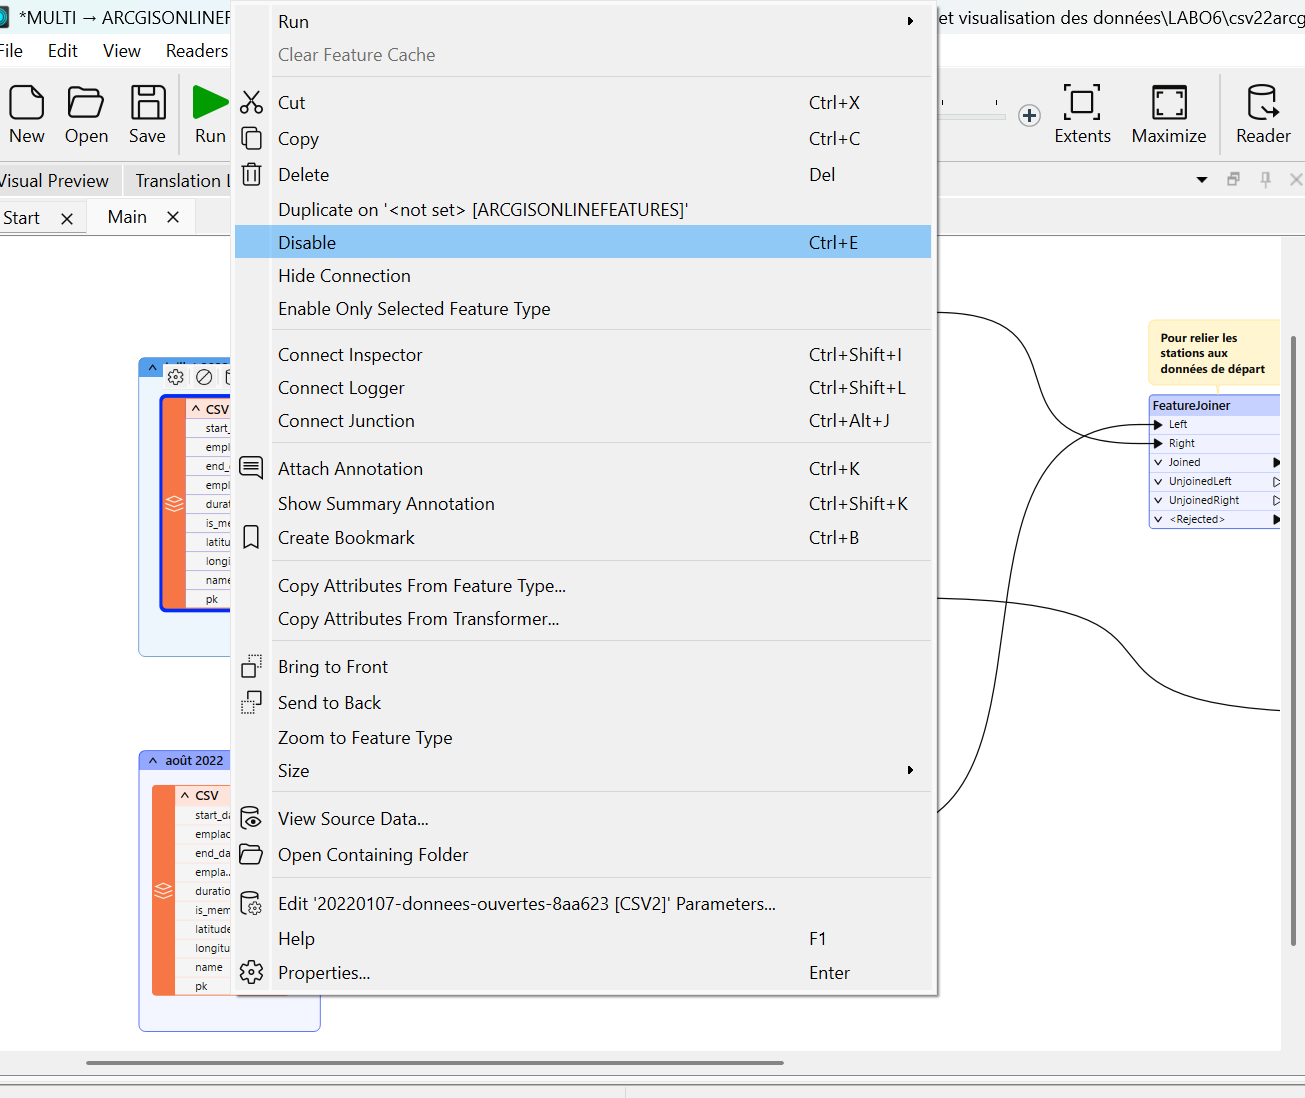 *MULTI → ARCGISONLINEF
et visualisation des données\LABO6\csv22arcg
File Edit View Readers
New Open Save Run
Extents Maximize Reader
Visual Preview Translation L
Start Main
Run
Clear Feature Cache
Cut Ctrl+X
Copy Ctrl+C
Delete Del
Duplicate on '<not set> [ARCGISONLINEFEATURES]'
Disable Ctrl+E
Hide Connection
Enable Only Selected Feature Type
Connect Inspector Ctrl+Shift+I
Connect Logger Ctrl+Shift+L
Connect Junction Ctrl+Alt+J
Attach Annotation Ctrl+K
Show Summary Annotation Ctrl+Shift+K
Create Bookmark Ctrl+B
Copy Attributes From Feature Type...
Copy Attributes From Transformer...
Bring to Front
Send to Back
Zoom to Feature Type
Size
View Source Data...
Open Containing Folder
Edit '20220107-donnees-ouvertes-8aa623 [CSV2]' Parameters...
Help F1
Properties... Enter
CSV
start_
empl
end_
empl
durat
is_me
latitu
longi
name
pk
août 2022
CSV
start_da
emplac
end_da
empla..
duratio
is_mem
latitude
longitu
name
pk
Pour relier les
stations aux
données de départ
FeatureJoiner
Left
Right
Joined
UnjoinedLeft
UnjoinedRight
<Rejected>